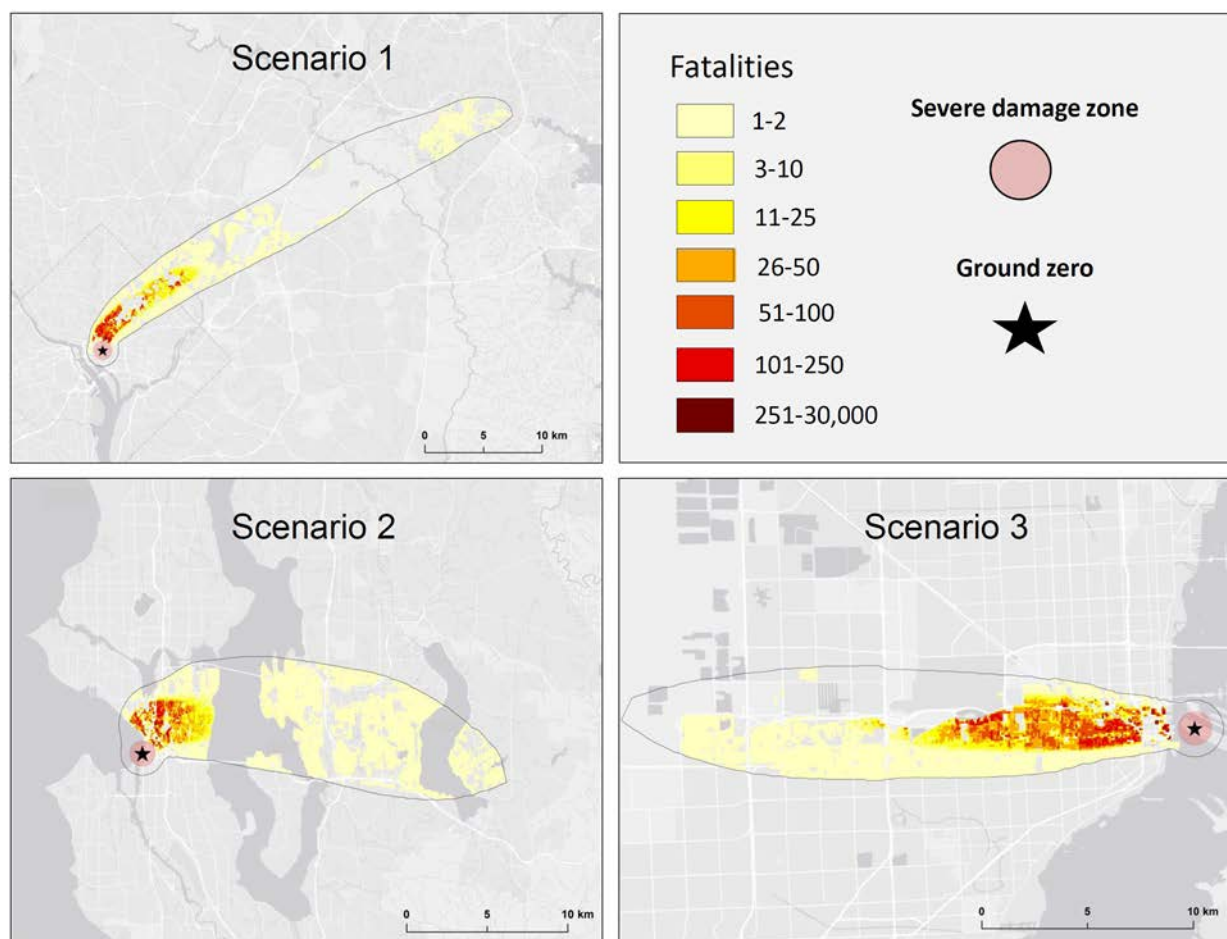 Scenario 1
0 5 10 km
Fatalities
1-2
3-10
11-25
26-50
51-100
101-250
251-30,000
Severe damage zone
Ground zero
Scenario 2
0 5 10 km
Scenario 3
0 5 10 km